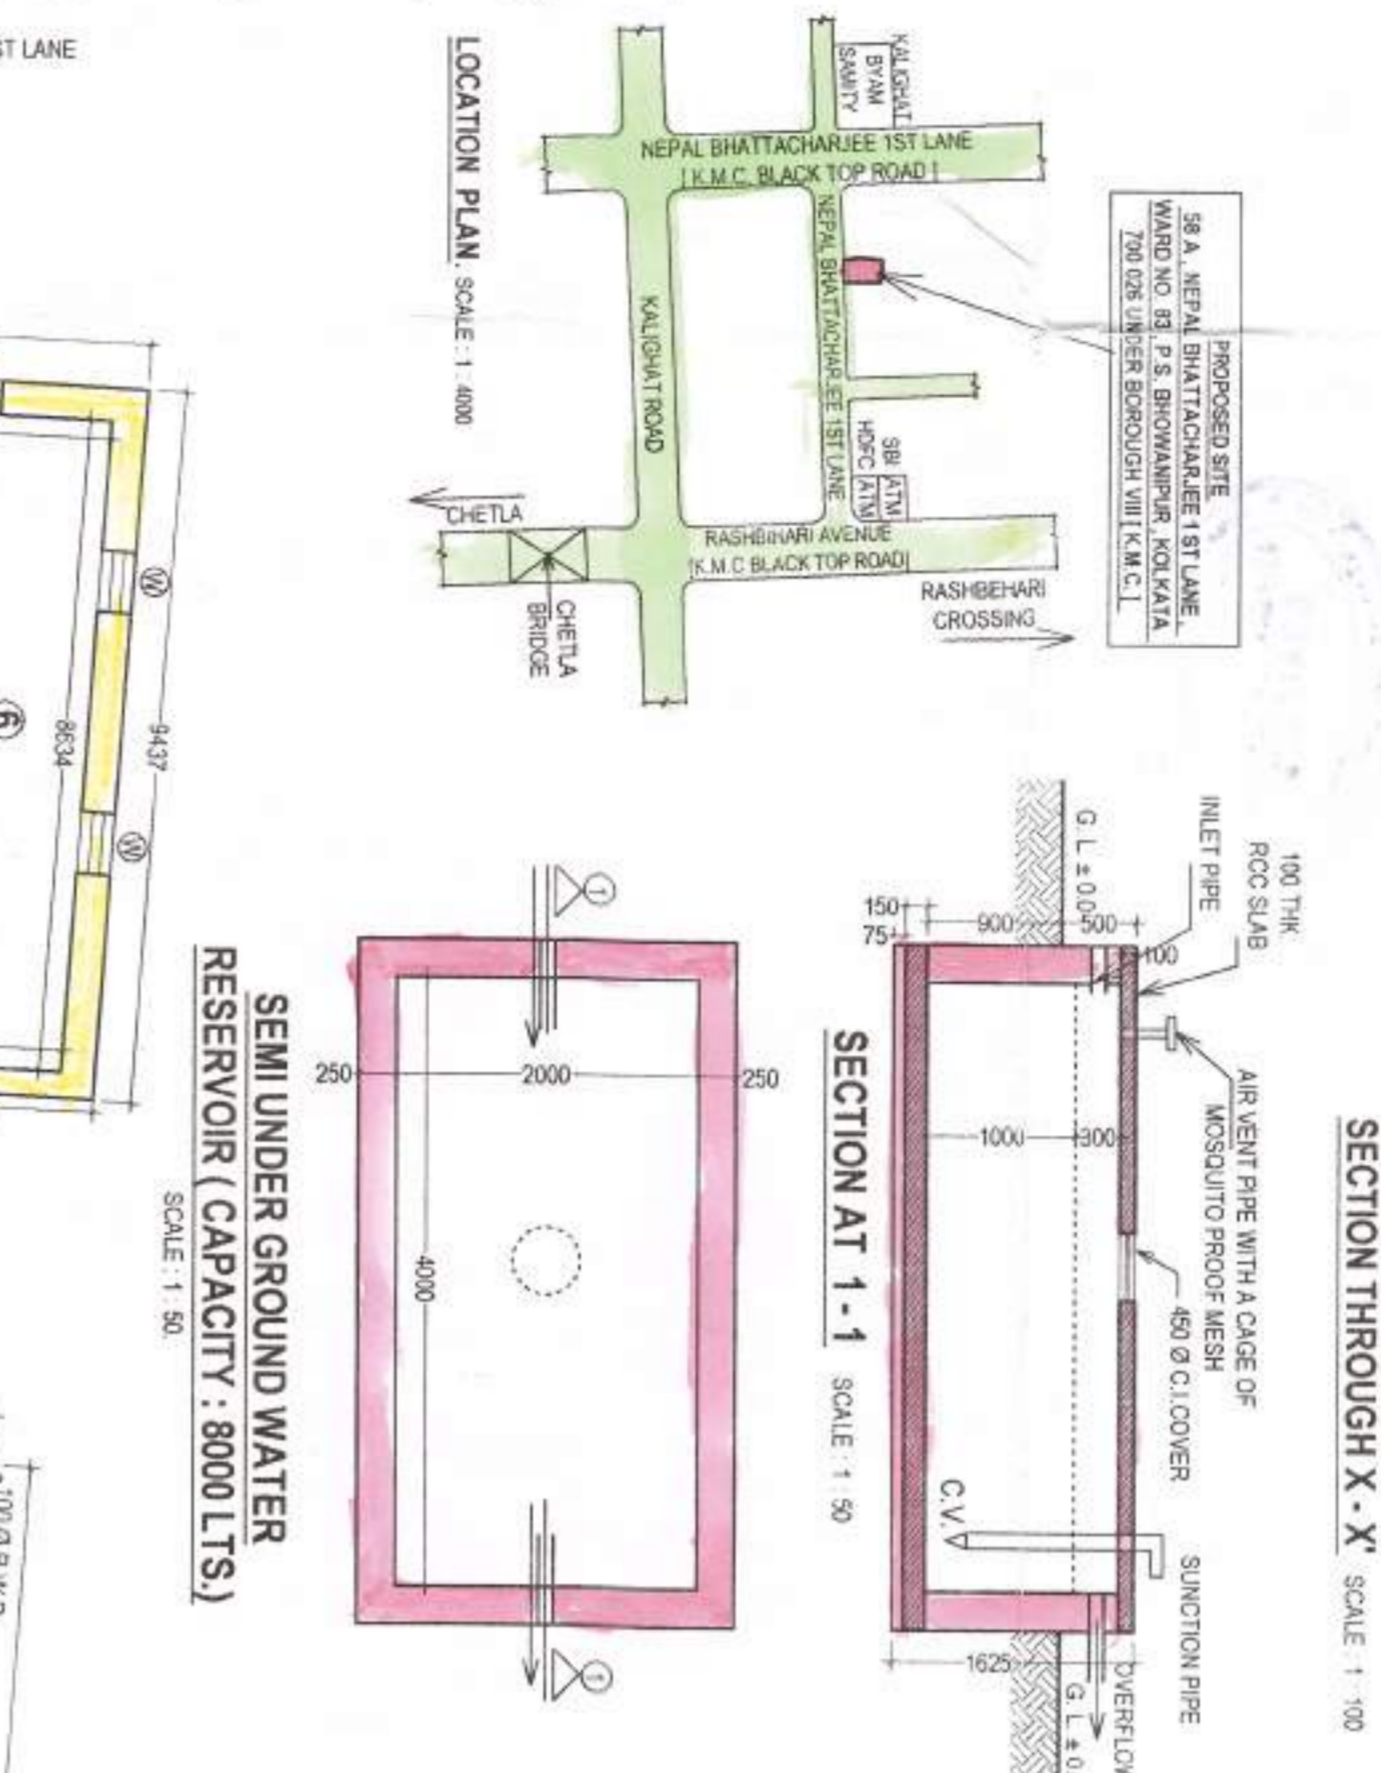 ST LANE
LOCATION PLAN. SCALE : 1 : 4000
KALIGHAT
BYAM
SAMITY
NEPAL BHATTACHARJEE 1ST LANE
[ K.M.C. BLACK TOP ROAD ]
NEPAL BHATTACHARJEE 1ST LANE
KALIGHAT ROAD
SBI ATM
HDFC ATM
RASHBIHARI AVENUE
[K.M.C BLACK TOP ROAD]
CHETLA
CHETLA
BRIDGE
RASHBEHARI
CROSSING
PROPOSED SITE
58 A , NEPAL BHATTACHARJEE 1 ST LANE ,
WARD NO. 83 , P.S. BHOWANIPUR , KOLKATA
700 026 UNDER BOROUGH VIII [ K.M.C. ]
W
W
9437
8634
6
SECTION THROUGH X - X' SCALE : 1 : 100
100 THK.
RCC SLAB
INLET PIPE
G. L ± 0.0
AIR VENT PIPE WITH A CAGE OF
MOSQUITO PROOF MESH
450 Ø C.I.COVER
SUNCTION PIPE
OVERFLOW
G. L ± 0.
C.V.
150
75
900
500
100
1000
300
1625
SECTION AT 1 - 1 SCALE : 1 : 50
1
250
2000
250
4000
1
SEMI UNDER GROUND WATER
RESERVOIR ( CAPACITY : 8000 LTS.)
SCALE : 1 : 50.
100 Ø R.W.P.